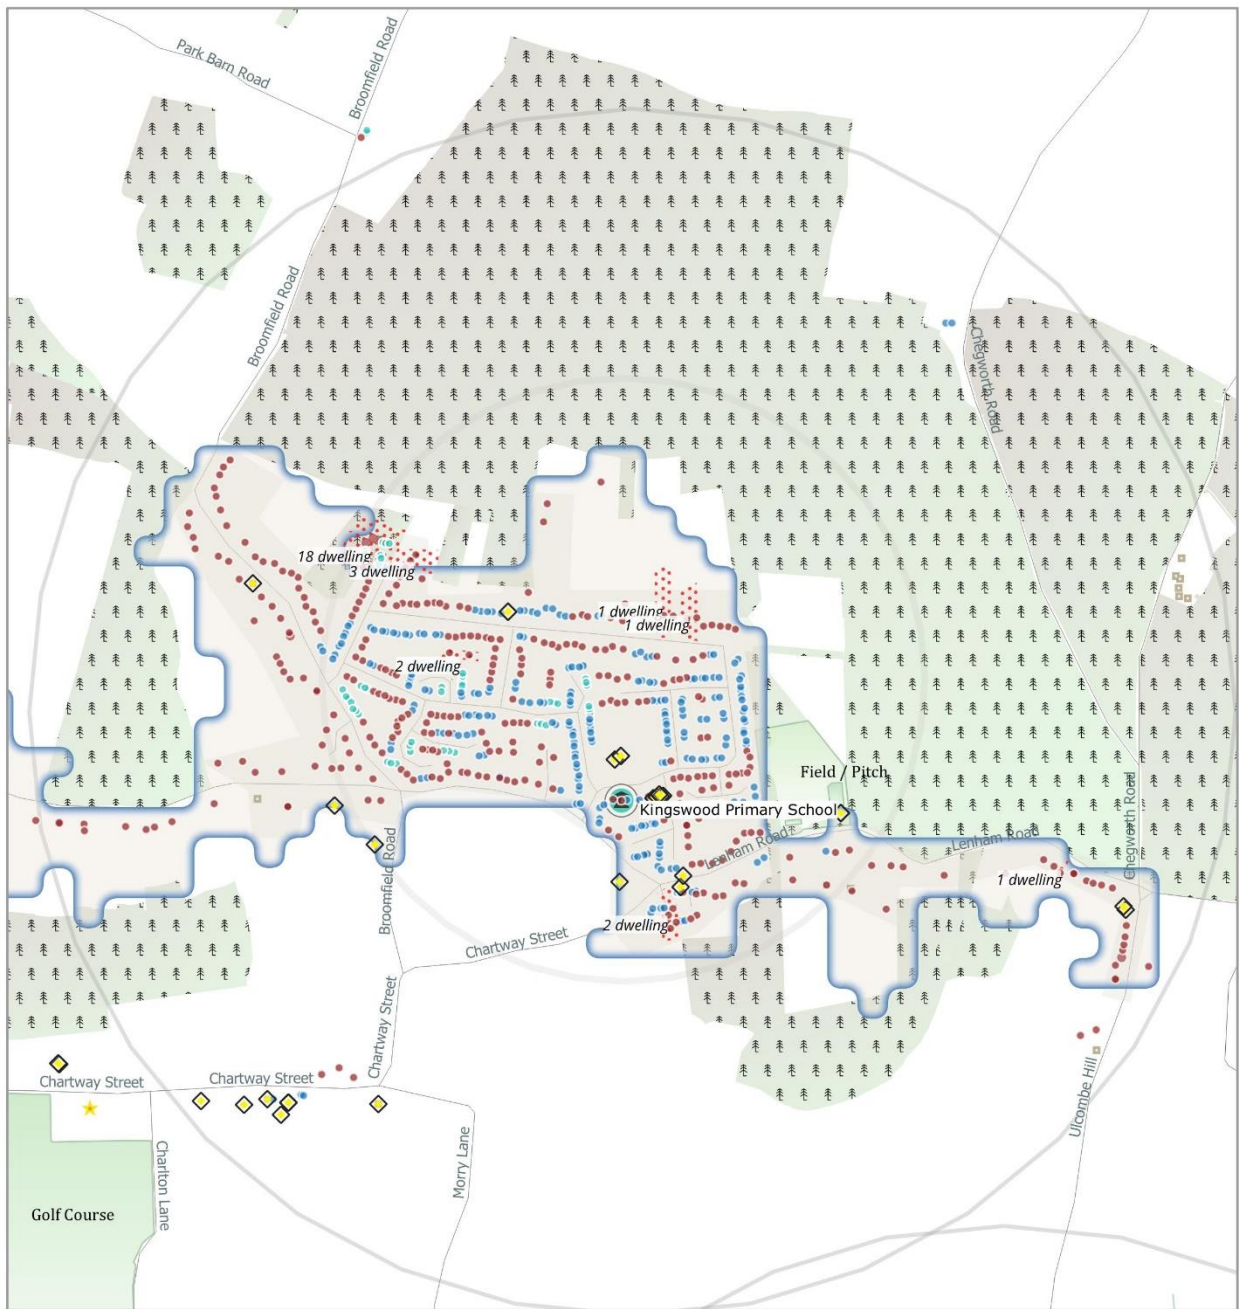 Park Barn Road
Broomfield Road
Broomfield Road
Chegworth Road
18 dwelling
3 dwelling
1 dwelling
1 dwelling
2 dwelling
Field / Pitch
Kingswood Primary School
Lenham Road
Lenham Road
Chegworth Road
1 dwelling
Broomfield Road
2 dwelling
Chartway Street
Chartway Street
Chartway Street
Chartway Street
Ulcombe Hill
Charlton Lane
Morry Lane
Golf Course